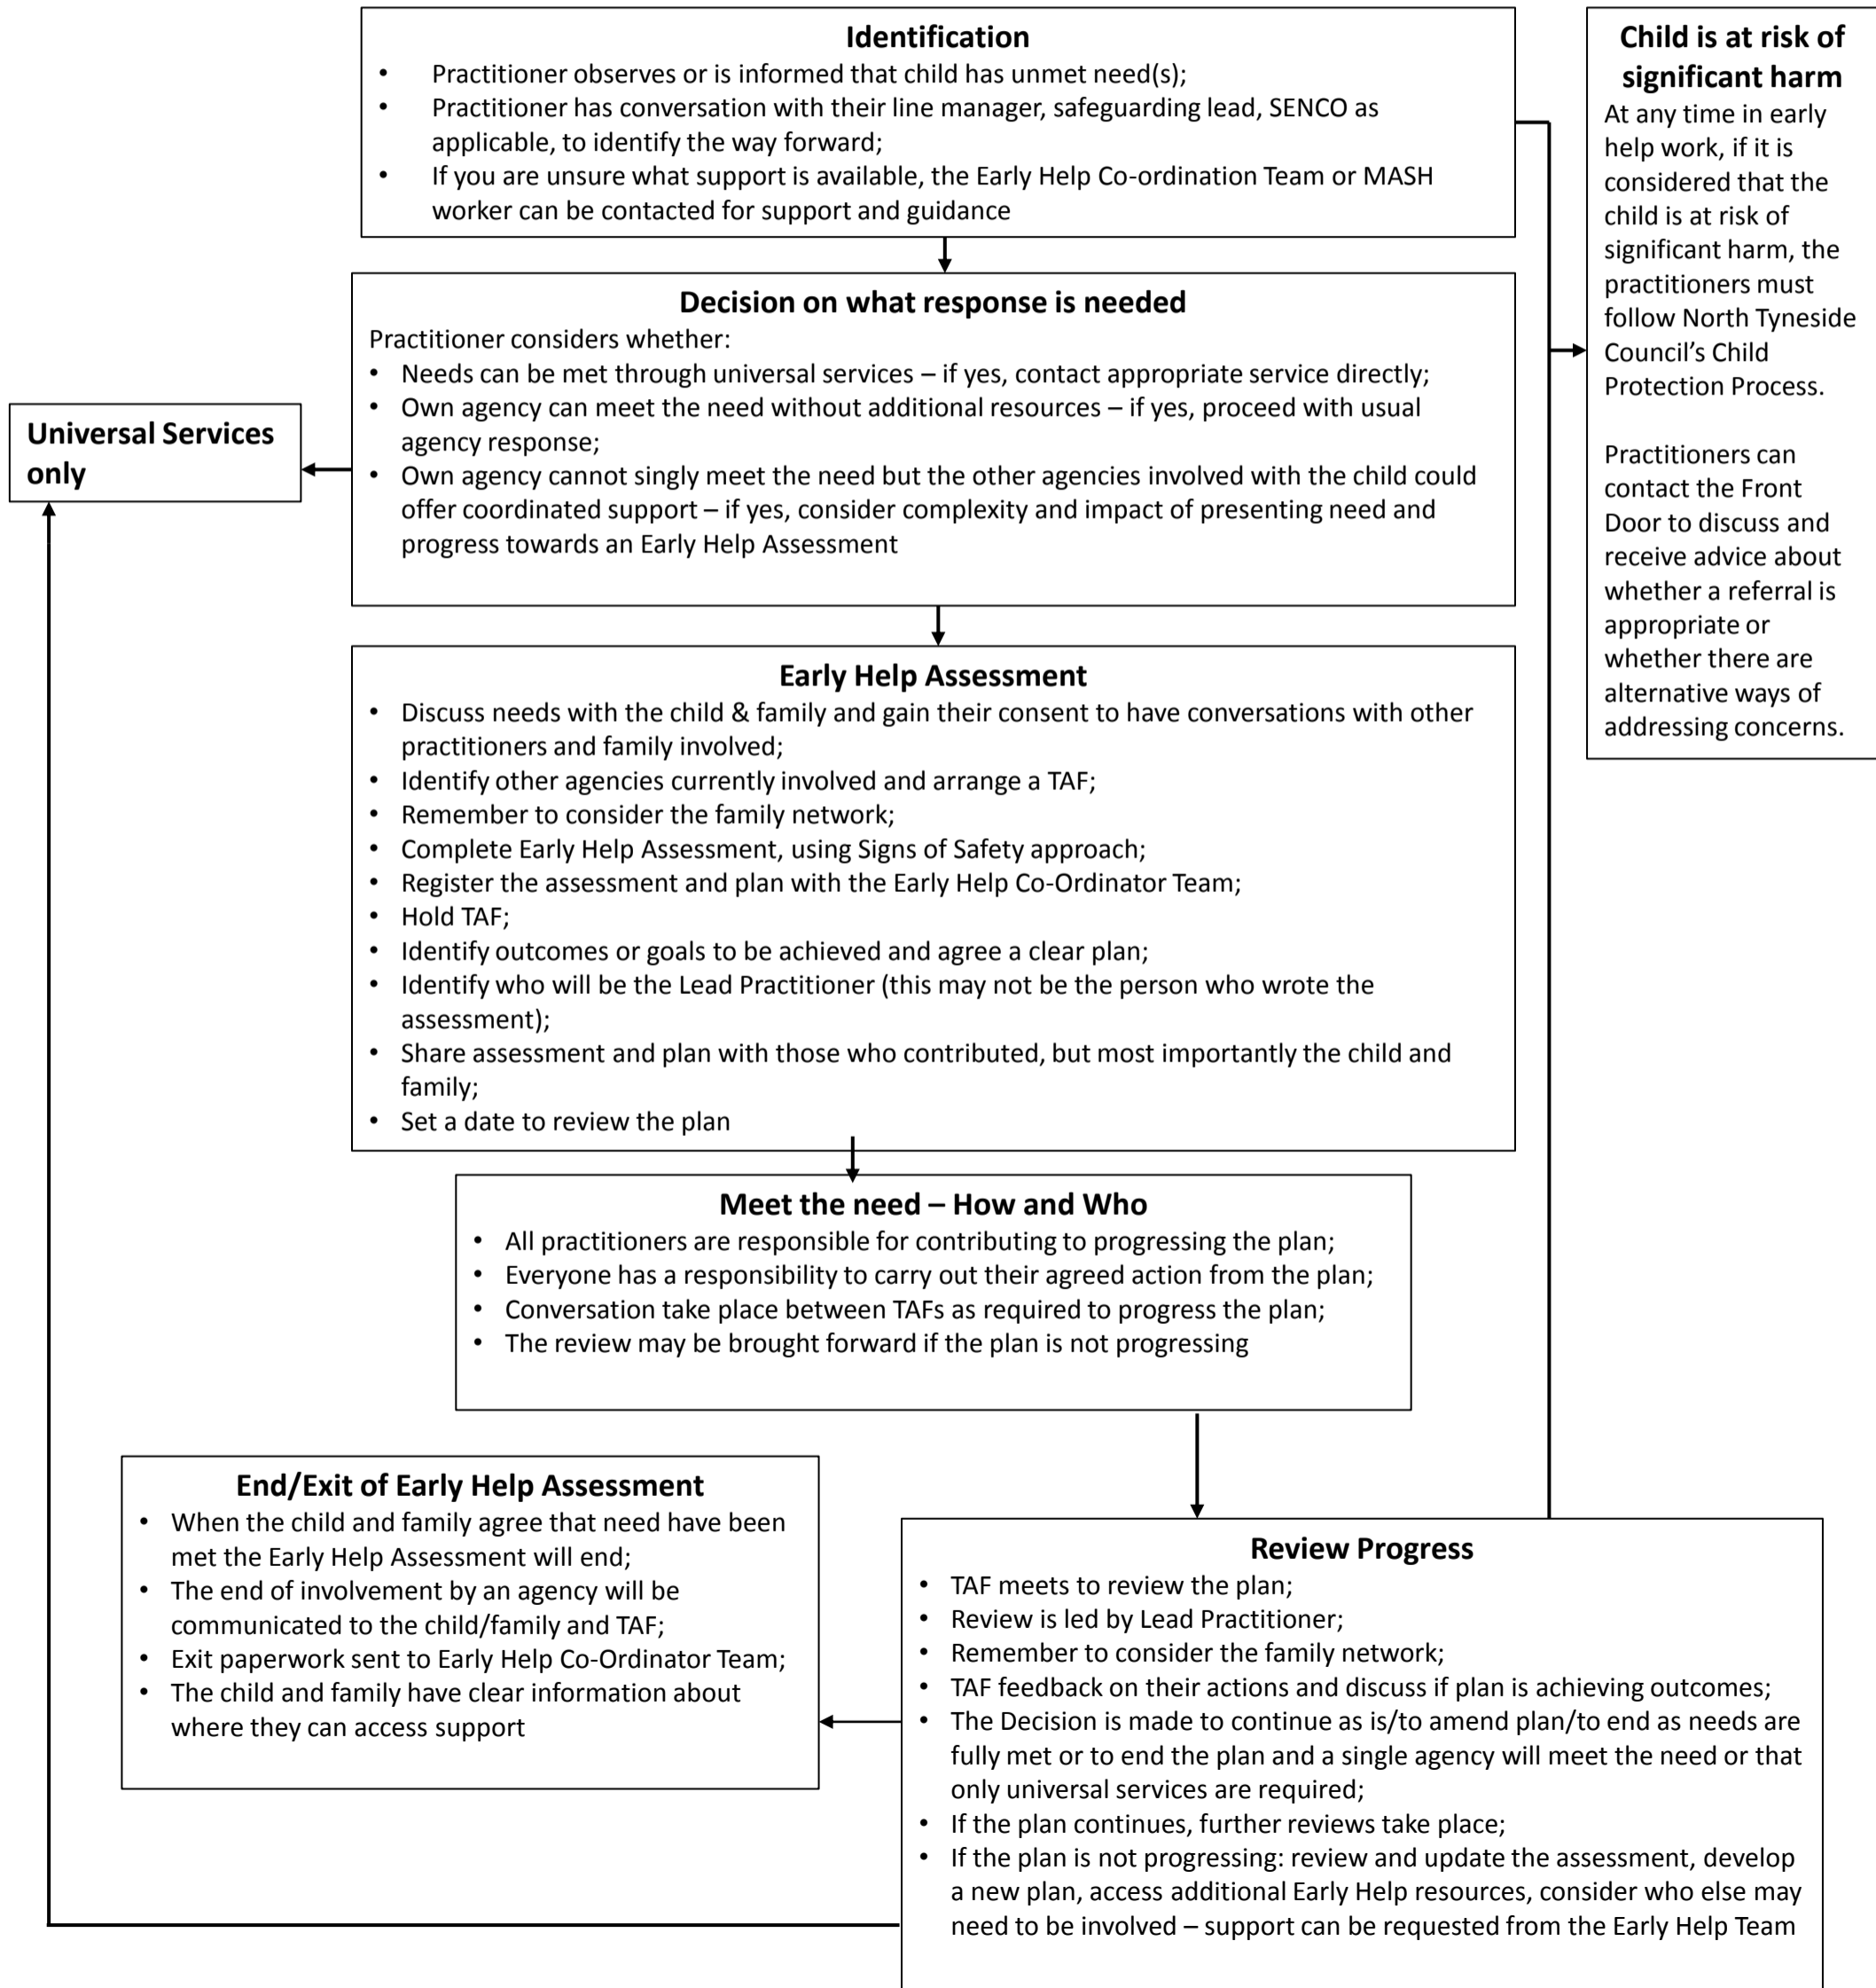 Identification
• Practitioner observes or is informed that child has unmet need(s);
• Practitioner has conversation with their line manager, safeguarding lead, SENCO as
applicable, to identify the way forward;
• If you are unsure what support is available, the Early Help Co-ordination Team or MASH
worker can be contacted for support and guidance
Child is at risk of
significant harm
At any time in early
help work, if it is
considered that the
child is at risk of
significant harm, the
practitioners must
follow North Tyneside
Council’s Child
Protection Process.
Practitioners can
contact the Front
Door to discuss and
receive advice about
whether a referral is
appropriate or
whether there are
alternative ways of
addressing concerns.
Decision on what response is needed
Practitioner considers whether:
• Needs can be met through universal services – if yes, contact appropriate service directly;
• Own agency can meet the need without additional resources – if yes, proceed with usual
agency response;
• Own agency cannot singly meet the need but the other agencies involved with the child could
offer coordinated support – if yes, consider complexity and impact of presenting need and
progress towards an Early Help Assessment
Universal Services
only
Early Help Assessment
• Discuss needs with the child & family and gain their consent to have conversations with other
practitioners and family involved;
• Identify other agencies currently involved and arrange a TAF;
• Remember to consider the family network;
• Complete Early Help Assessment, using Signs of Safety approach;
• Register the assessment and plan with the Early Help Co-Ordinator Team;
• Hold TAF;
• Identify outcomes or goals to be achieved and agree a clear plan;
• Identify who will be the Lead Practitioner (this may not be the person who wrote the
assessment);
• Share assessment and plan with those who contributed, but most importantly the child and
family;
• Set a date to review the plan
Meet the need – How and Who
• All practitioners are responsible for contributing to progressing the plan;
• Everyone has a responsibility to carry out their agreed action from the plan;
• Conversation take place between TAFs as required to progress the plan;
• The review may be brought forward if the plan is not progressing
End/Exit of Early Help Assessment
• When the child and family agree that need have been
met the Early Help Assessment will end;
• The end of involvement by an agency will be
communicated to the child/family and TAF;
• Exit paperwork sent to Early Help Co-Ordinator Team;
• The child and family have clear information about
where they can access support
Review Progress
• TAF meets to review the plan;
• Review is led by Lead Practitioner;
• Remember to consider the family network;
• TAF feedback on their actions and discuss if plan is achieving outcomes;
• The Decision is made to continue as is/to amend plan/to end as needs are
fully met or to end the plan and a single agency will meet the need or that
only universal services are required;
• If the plan continues, further reviews take place;
• If the plan is not progressing: review and update the assessment, develop
a new plan, access additional Early Help resources, consider who else may
need to be involved – support can be requested from the Early Help Team